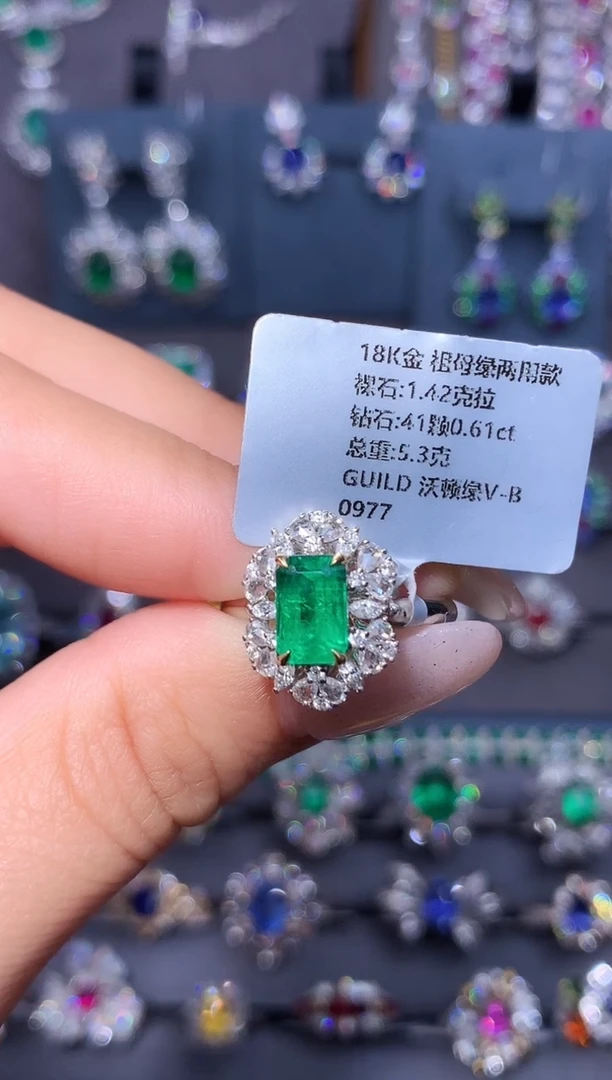 18K金 祖母绿两用款
裸石:1.42克拉
钻石:41颗0.61ct
总重:5.3克
GUILD 沃顿绿V-B
0977